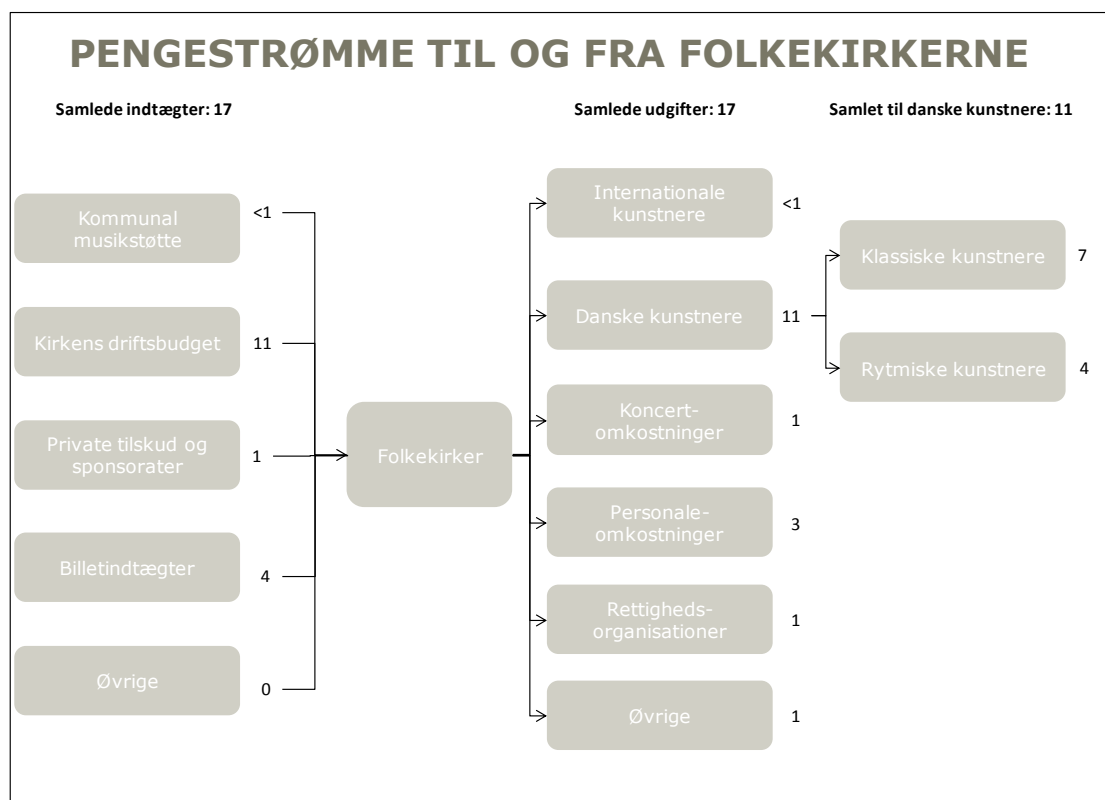 PENGESTRØMME TIL OG FRA FOLKEKIRKERNE
Samlede indtægter: 17
Samlede udgifter: 17
Samlet til danske kunstnere: 11
Kommunal
musikstøtte
<1
Kirkens driftsbudget
11
Private tilskud og
sponsorater
1
Billetindtægter
4
Øvrige
0
Folkekirker
Internationale
kunstnere
<1
Danske kunstnere
11
Koncert-
omkostninger
1
Personale-
omkostninger
3
Rettigheds-
organisationer
1
Øvrige
1
Klassiske kunstnere
7
Rytmiske kunstnere
4